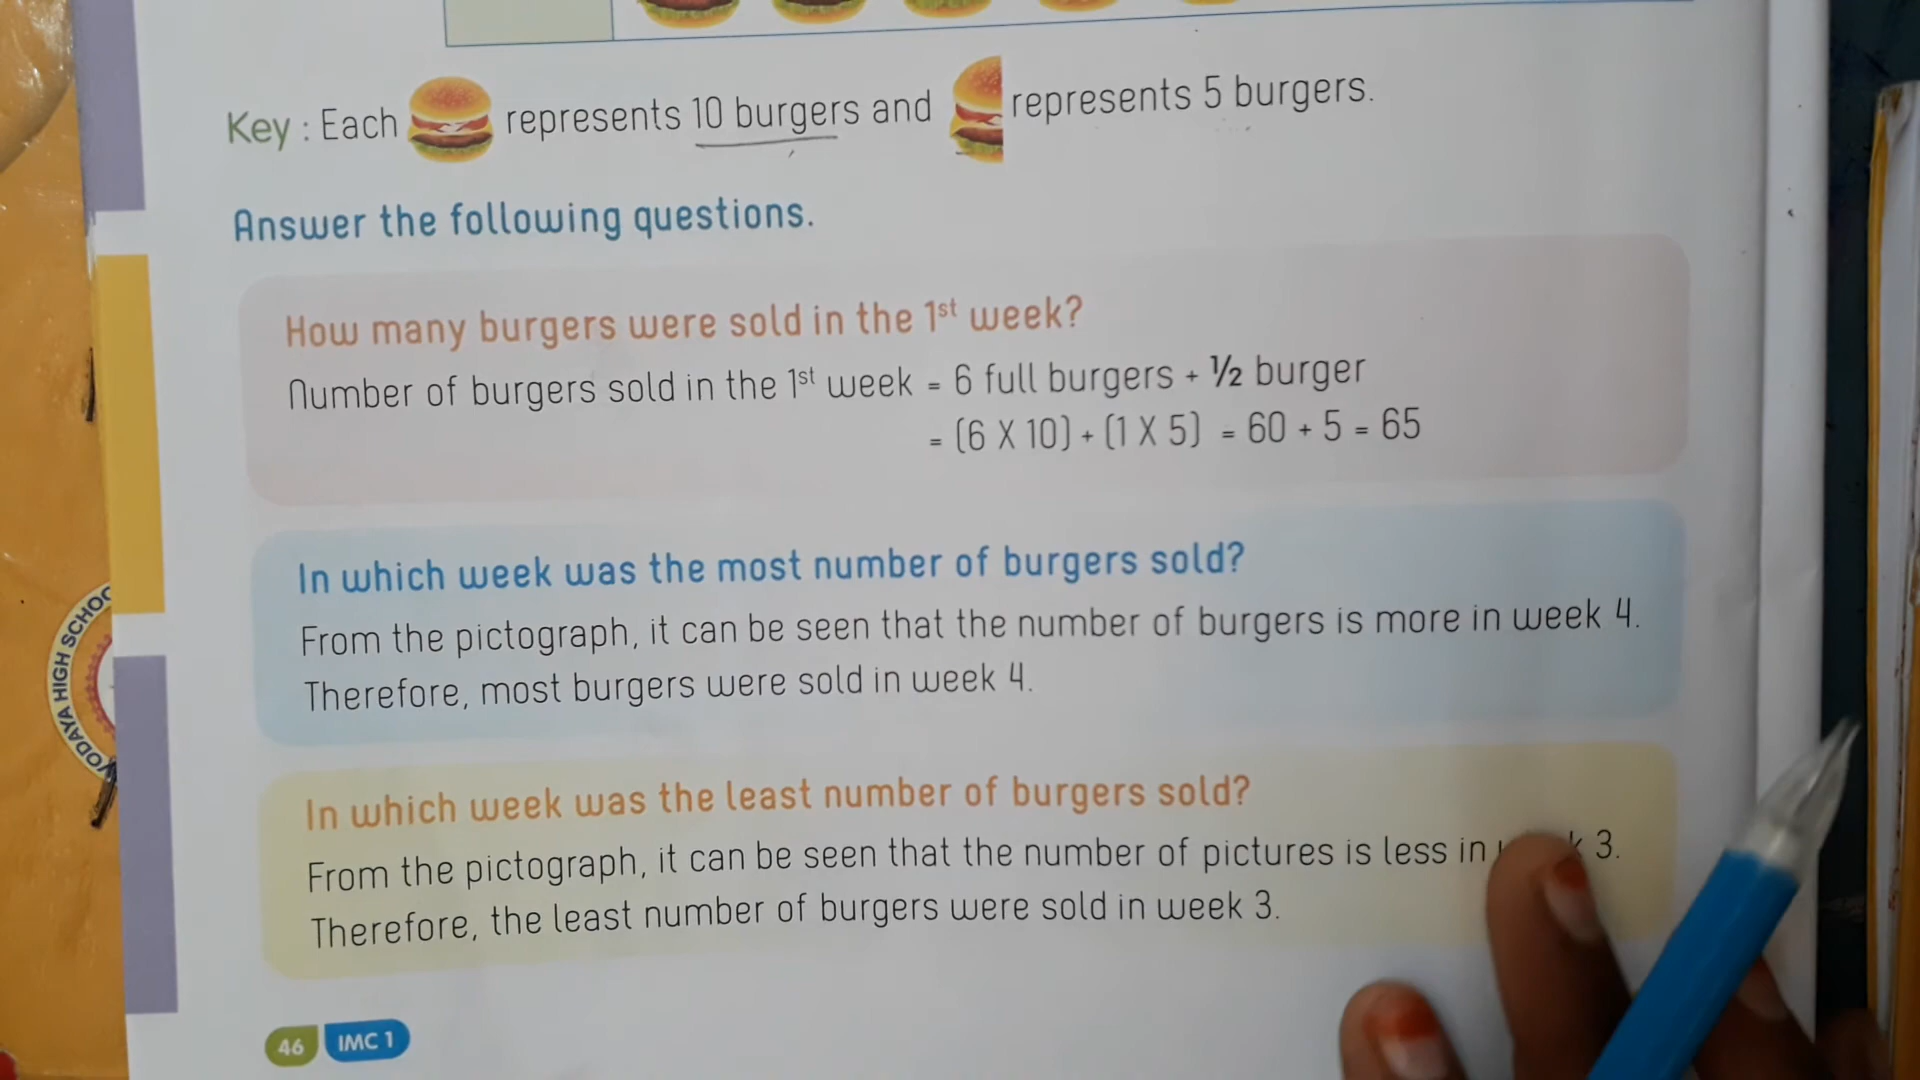 Key : Each represents 10 burgers and represents 5 burgers.
Answer the following questions.
How many burgers were sold in the 1st week?
Number of burgers sold in the 1st week = 6 full burgers + ½ burger
= (6 X 10) + (1 X 5) = 60 + 5 = 65
In which week was the most number of burgers sold?
From the pictograph, it can be seen that the number of burgers is more in week 4.
Therefore, most burgers were sold in week 4.
In which week was the least number of burgers sold?
From the pictograph, it can be seen that the number of pictures is less in 3.
Therefore, the least number of burgers were sold in week 3.
46 IMC 1
HIGH SCHOO